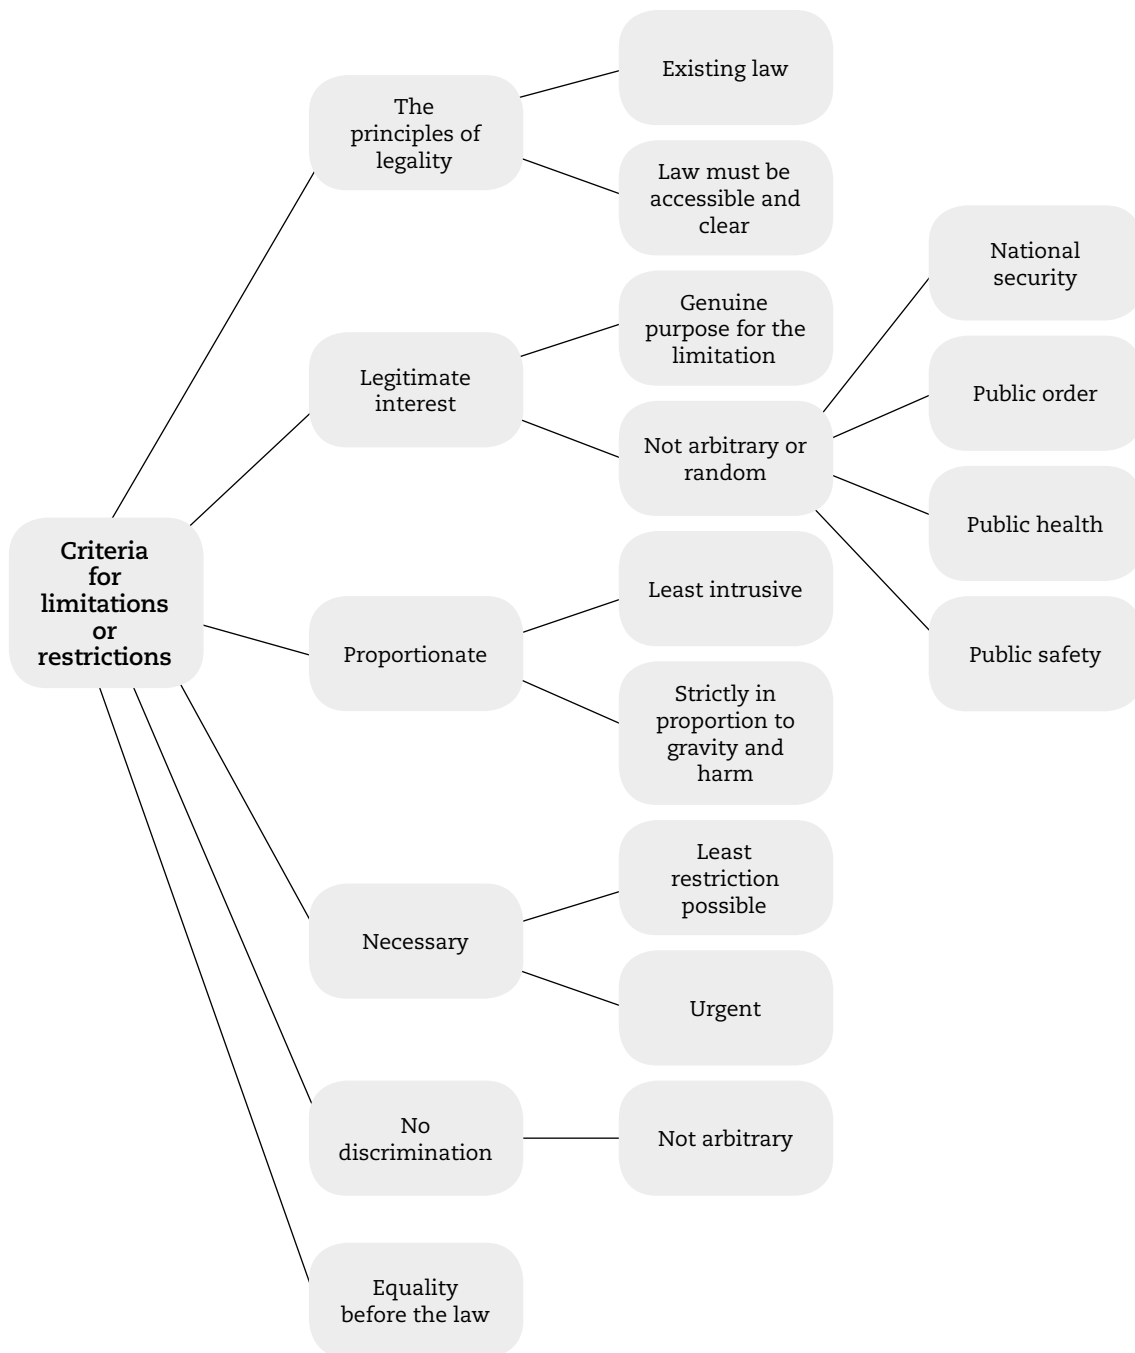 Criteria
for
limitations
or
restrictions
The
principles of
legality
Existing law
Law must be
accessible and
clear
Legitimate
interest
Genuine
purpose for the
limitation
Not arbitrary or
random
National
security
Public order
Public health
Public safety
Proportionate
Least intrusive
Strictly in
proportion to
gravity and
harm
Necessary
Least
restriction
possible
Urgent
No
discrimination
Not arbitrary
Equality
before the law